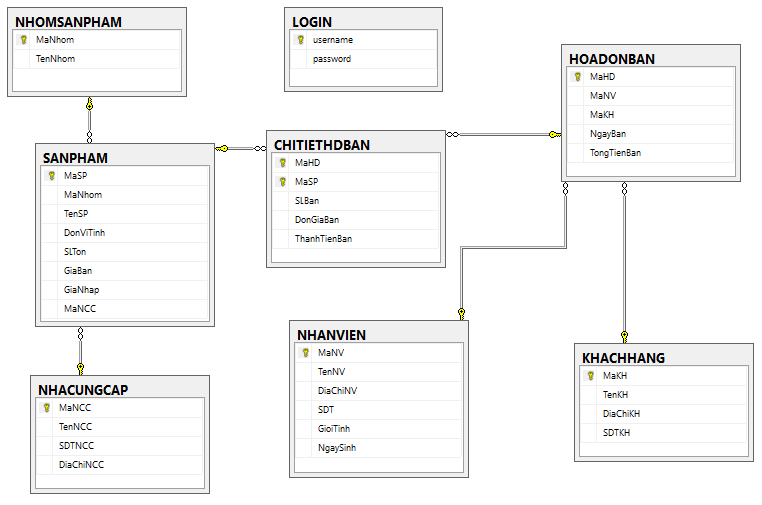 NHOMSANPHAM
MaNhom
TenNhom
LOGIN
username
password
HOADONBAN
MaHD
MaNV
MaKH
NgayBan
TongTienBan
SANPHAM
MaSP
MaNhom
TenSP
DonViTinh
SLTon
GiaBan
GiaNhap
MaNCC
CHITIETHDBAN
MaHD
MaSP
SLBan
DonGiaBan
ThanhTienBan
NHANVIEN
MaNV
TenNV
DiaChiNV
SDT
GioiTinh
NgaySinh
KHACHHANG
MaKH
TenKH
DiaChiKH
SDTKH
NHACUNGCAP
MaNCC
TenNCC
SDTNCC
DiaChiNCC